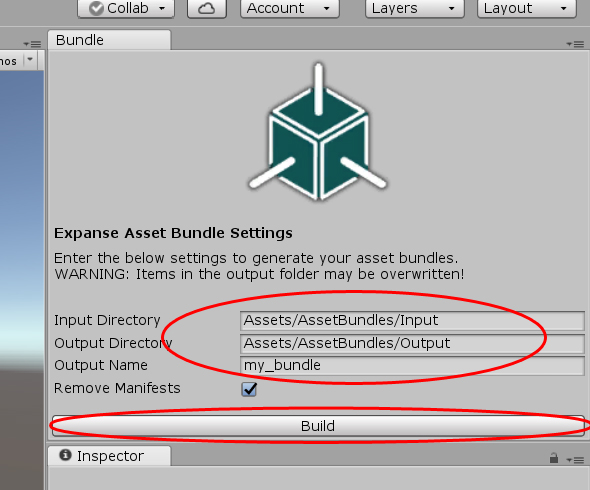 Collab
Account
Layers
Layout
Bundle
Expanse Asset Bundle Settings
Enter the below settings to generate your asset bundles.
WARNING: Items in the output folder may be overwritten!
Input Directory
Assets/AssetBundles/Input
Output Directory
Assets/AssetBundles/Output
Output Name
my_bundle
Remove Manifests
Build
Inspector